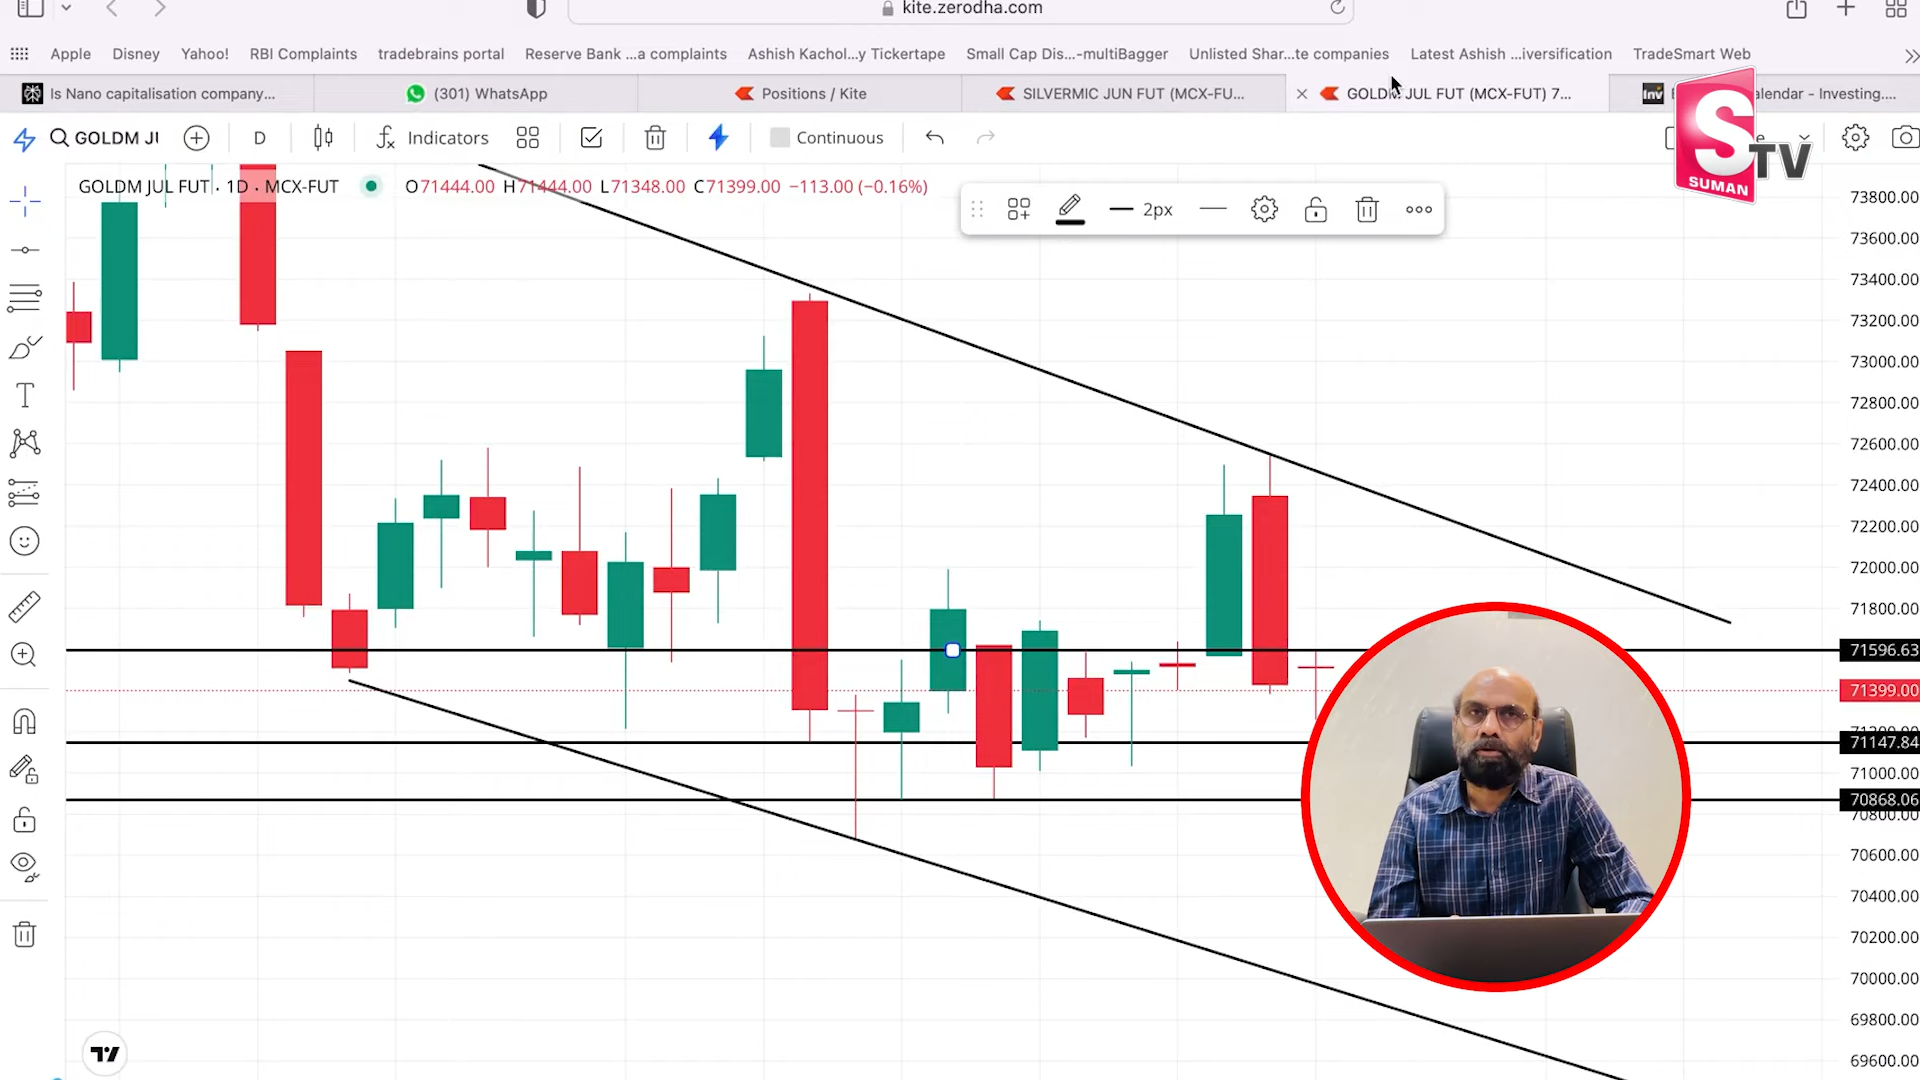 kite.zerodha.com
Apple Disney Yahoo! RBI Complaints tradebrains portal Reserve Bank ...a complaints Ashish Kachol...y Tickertape Small Cap Dis...-multiBagger Unlisted Shar...te companies Latest Ashish ...iversification TradeSmart Web
Is Nano capitalisation company... (301) WhatsApp Positions / Kite SILVERMIC JUN FUT (MCX-FU... GOLDM JUL FUT (MCX-FUT) 7... Inv alendar - Investing....
GOLDM JU D Indicators Continuous
S TV
SUMAN
GOLDM JUL FUT · 1D · MCX-FUT O71444.00 H71444.00 L71348.00 C71399.00 −113.00 (−0.16%)
2px
73800.00
73600.00
73400.00
73200.00
73000.00
72800.00
72600.00
72400.00
72200.00
72000.00
71800.00
71596.63
71399.00
71147.84
71000.00
70868.06
70800.00
70600.00
70400.00
70200.00
70000.00
69800.00
69600.00